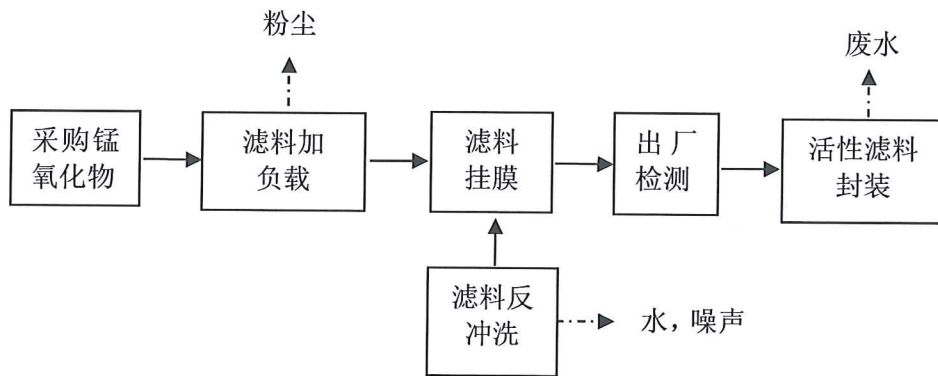 粉尘
废水
采购锰
氧化物
滤料加
负载
滤料
挂膜
出厂
检测
活性滤料
封装
滤料反
冲洗
水，噪声